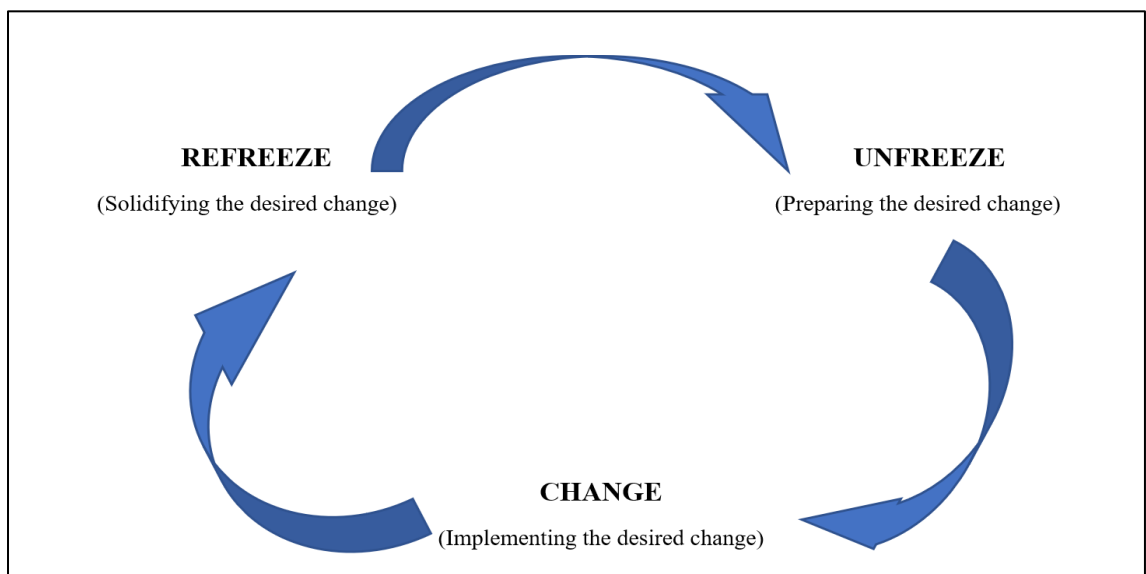 REFREEZE
(Solidifying the desired change)
UNFREEZE
(Preparing the desired change)
CHANGE
(Implementing the desired change)